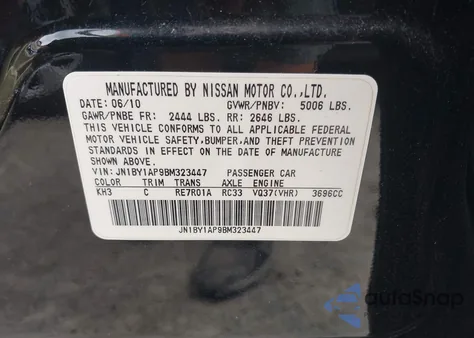 MANUFACTURED BY NISSAN MOTOR CO.,LTD.
DATE: 06/10 GVWR/PNBV: 5006 LBS.
GAWR/PNBE FR: 2444 LBS. RR: 2646 LBS.
THIS VEHICLE CONFORMS TO ALL APPLICABLE FEDERAL
MOTOR VEHICLE SAFETY,BUMPER,AND THEFT PREVENTION
STANDARDS IN EFFECT ON THE DATE OF MANUFACTURE
SHOWN ABOVE.
VIN: JN1BY1AP9BM323447 PASSENGER CAR
COLOR TRIM TRANS AXLE ENGINE
KH3 C RE7R01A RC33 VQ37(VHR) 3696CC
JN1BY1AP9BM323447
autoSnap